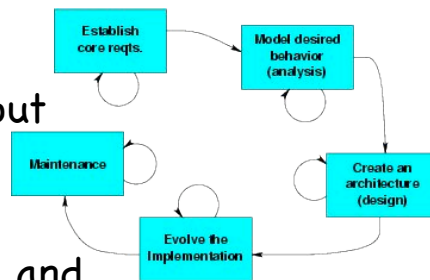 Establish
core reqts.
Model desired
behavior
(analysis)
out
Maintenance
Create an
architecture
(design)
Evolve the
Implementation
and